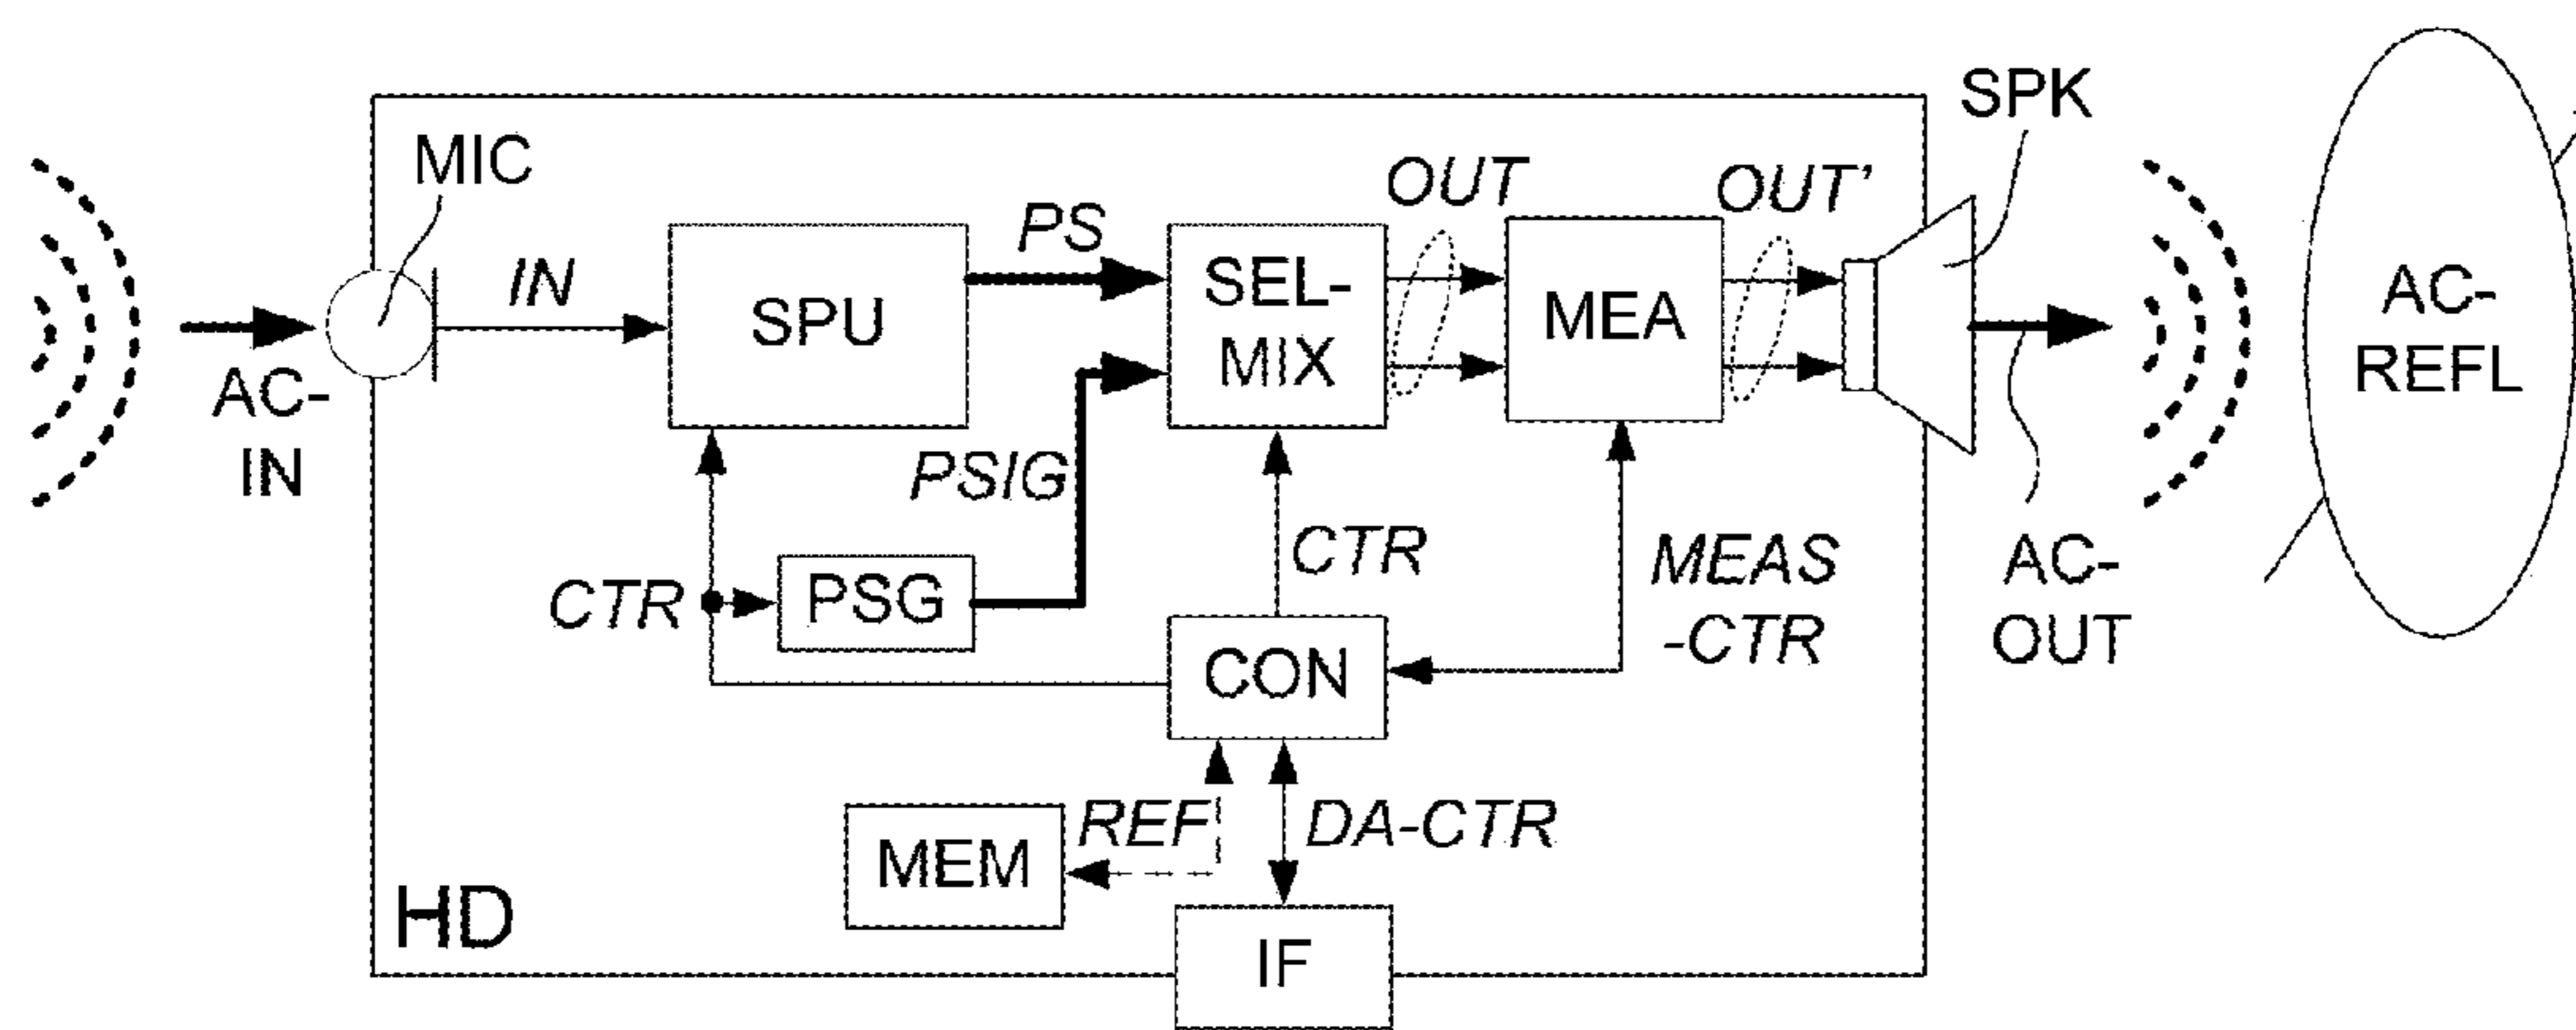 SPK
MIC
OUT
OUT'
PS
IN
SPU
SEL-
MIX
MEA
AC-
REFL
AC-
IN
PSIG
CTR
PSG
CTR
MEAS
-CTR
AC-
OUT
CON
REF
DA-CTR
MEM
HD
IF